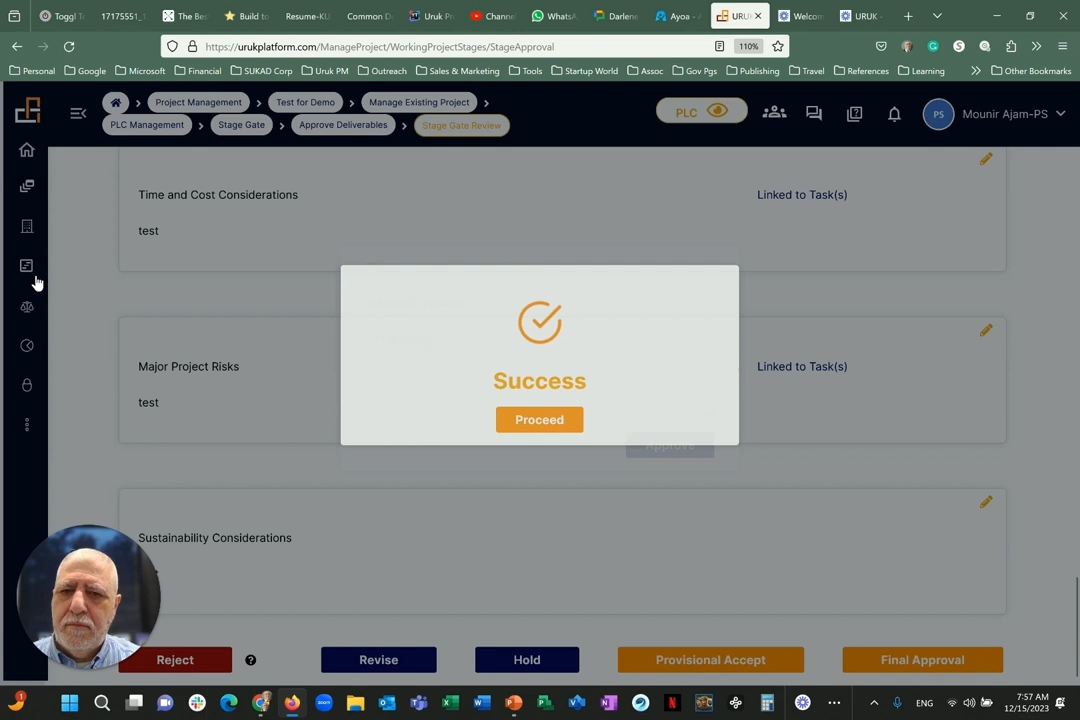 Toggl T
17175551_
The Bes
Build to
Resume-KU
Common D
Uruk Pr
Channe
WhatsA
Darlene
Ayoa -
URUK
Welcom
URUK -
https://urukplatform.com/ManageProject/WorkingProjectStages/StageApproval
110%
Personal
Google
Microsoft
Financial
SUKAD Corp
Uruk PM
Outreach
Sales & Marketing
Tools
Startup World
Assoc
Gov Pgs
Publishing
Travel
References
Learning
Other Bookmarks
Project Management
Test for Demo
Manage Existing Project
PLC Management
Stage Gate
Approve Deliverables
Stage Gate Review
PLC
PS
Mounir Ajam-PS
Time and Cost Considerations
Linked to Task(s)
test
Success
Proceed
Approve
Major Project Risks
Linked to Task(s)
test
Sustainability Considerations
Reject
Revise
Hold
Provisional Accept
Final Approval
ENG
7:57 AM
12/15/2023